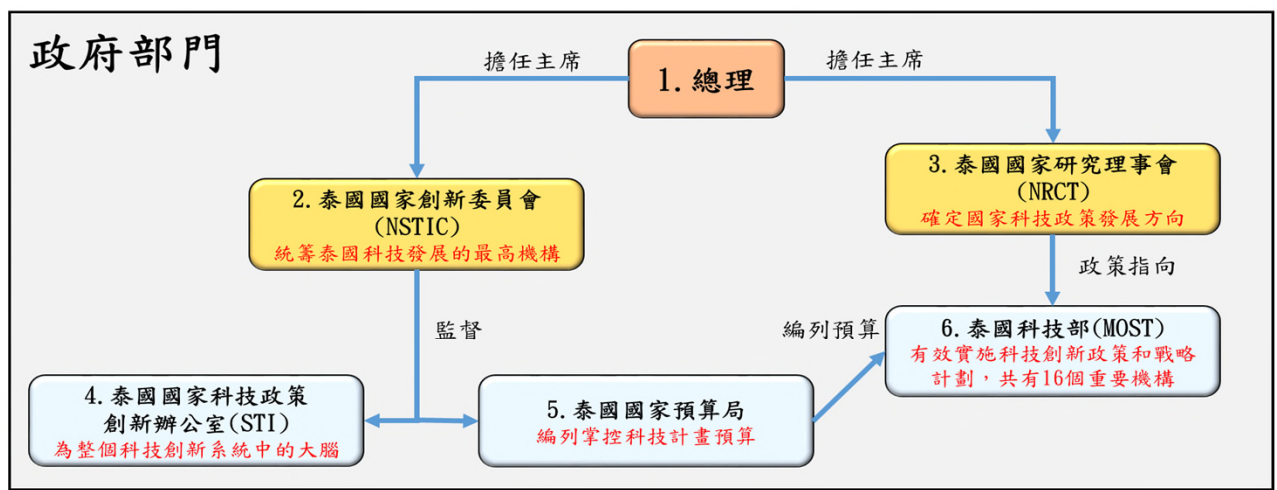 政府部門
擔任主席
1.總理
擔任主席
2.泰國國家創新委員會
(NSTIC)
統籌泰國科技發展的最高機構
3.泰國國家研究理事會
(NRCT)
確定國家科技政策發展方向
監督
政策指向
編列預算
4.泰國國家科技政策
創新辦公室(STI)
為整個科技創新系統中的大腦
5.泰國國家預算局
編列掌控科技計畫預算
6.泰國科技部(MOST)
有效實施科技創新政策和戰略
計劃，共有16個重要機構